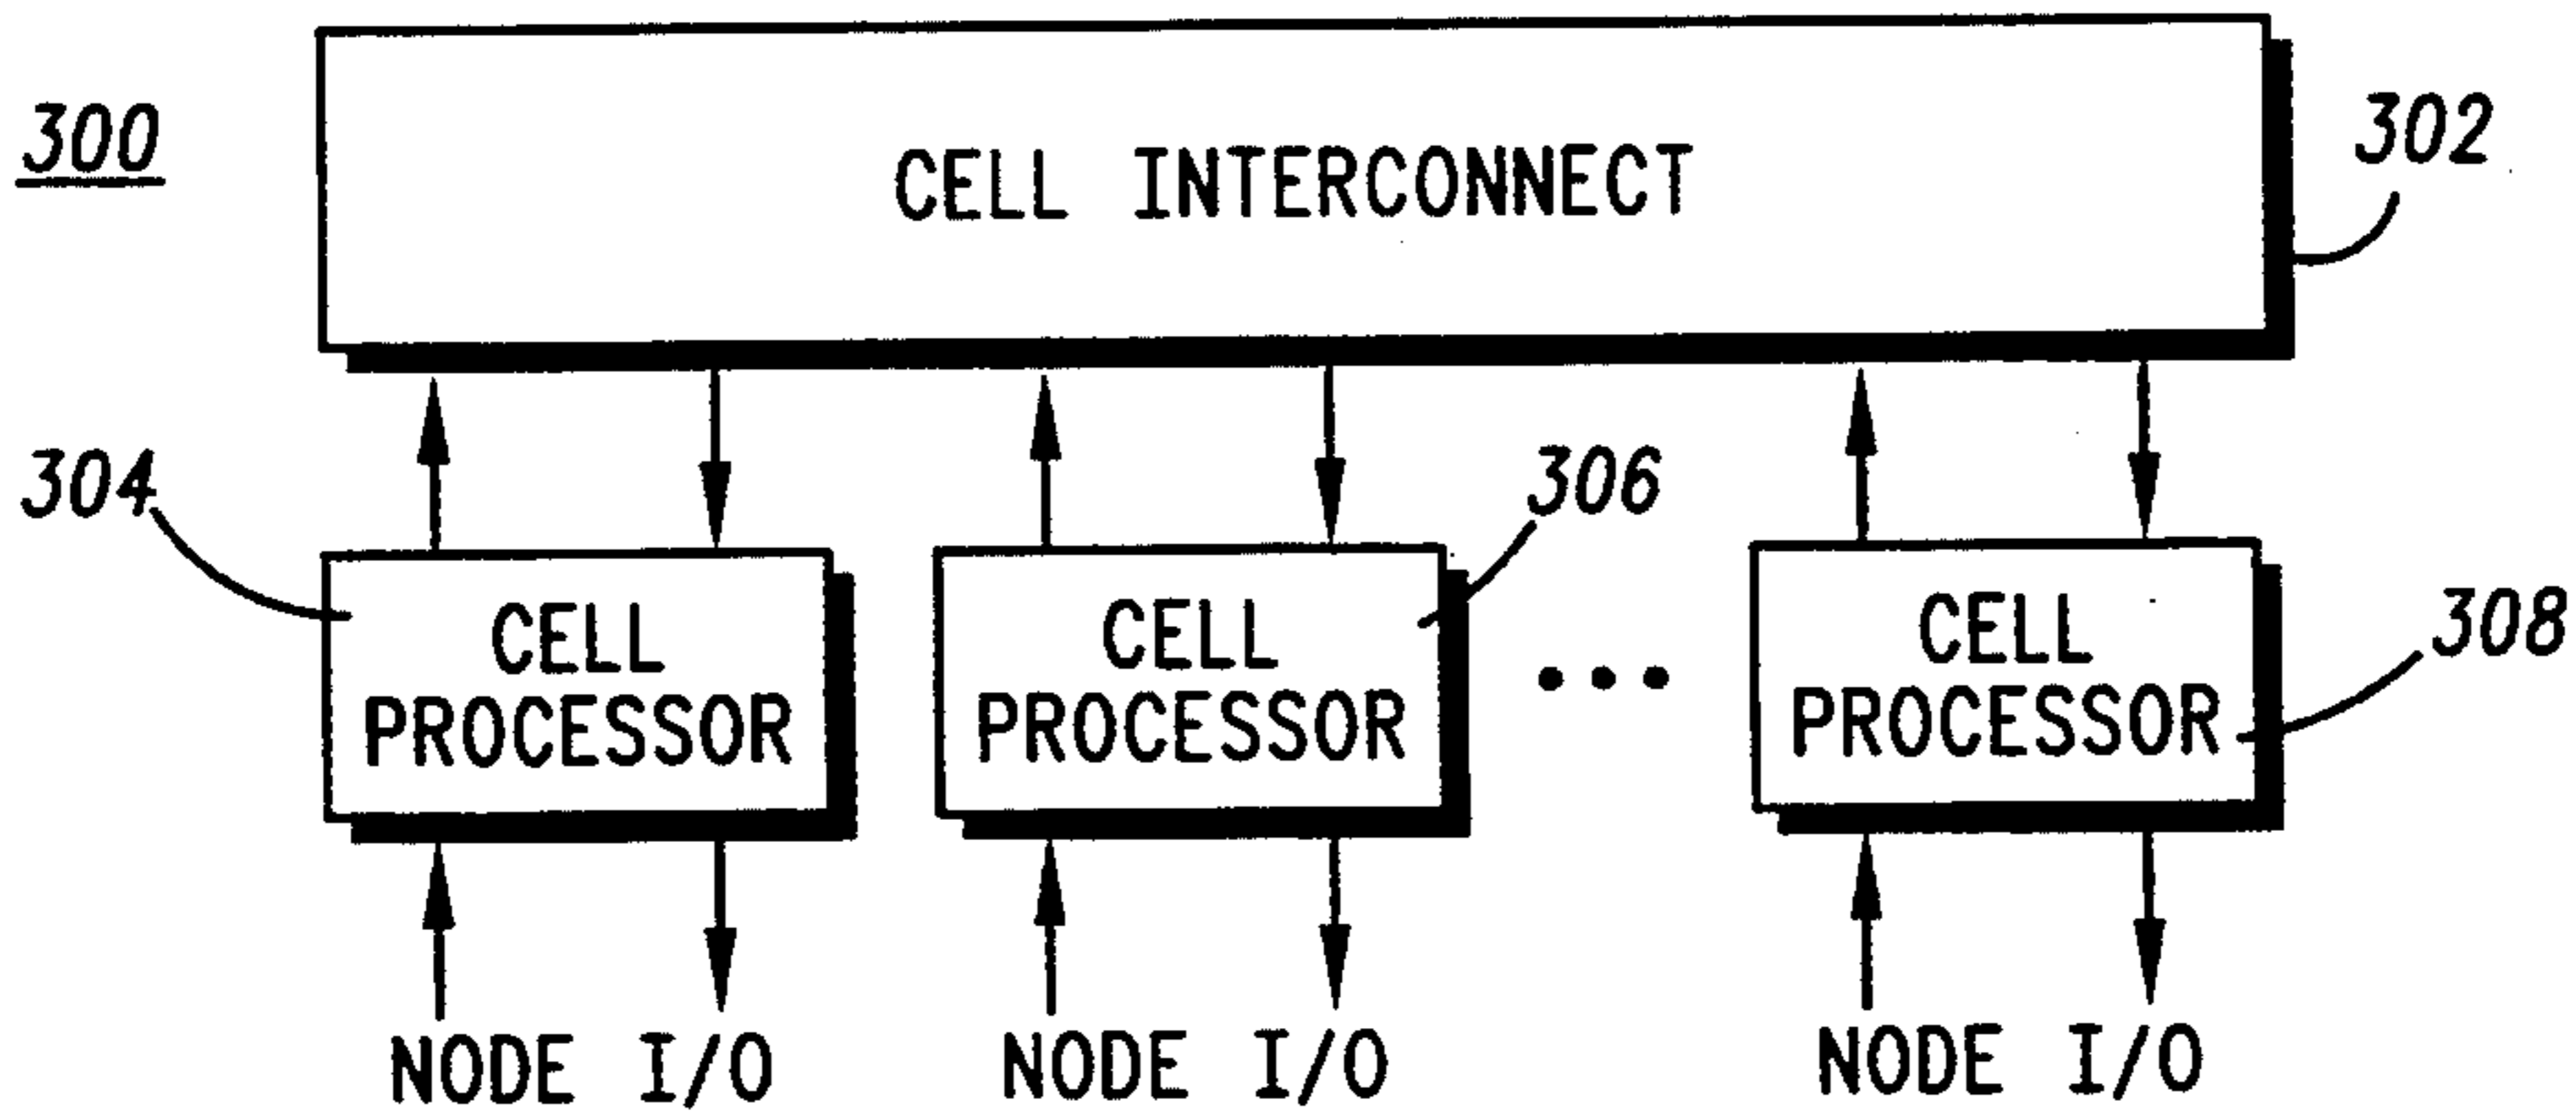 300
CELL INTERCONNECT
302
304
306
308
CELL
PROCESSOR
CELL
PROCESSOR
CELL
PROCESSOR
NODE I/O
NODE I/O
NODE I/O